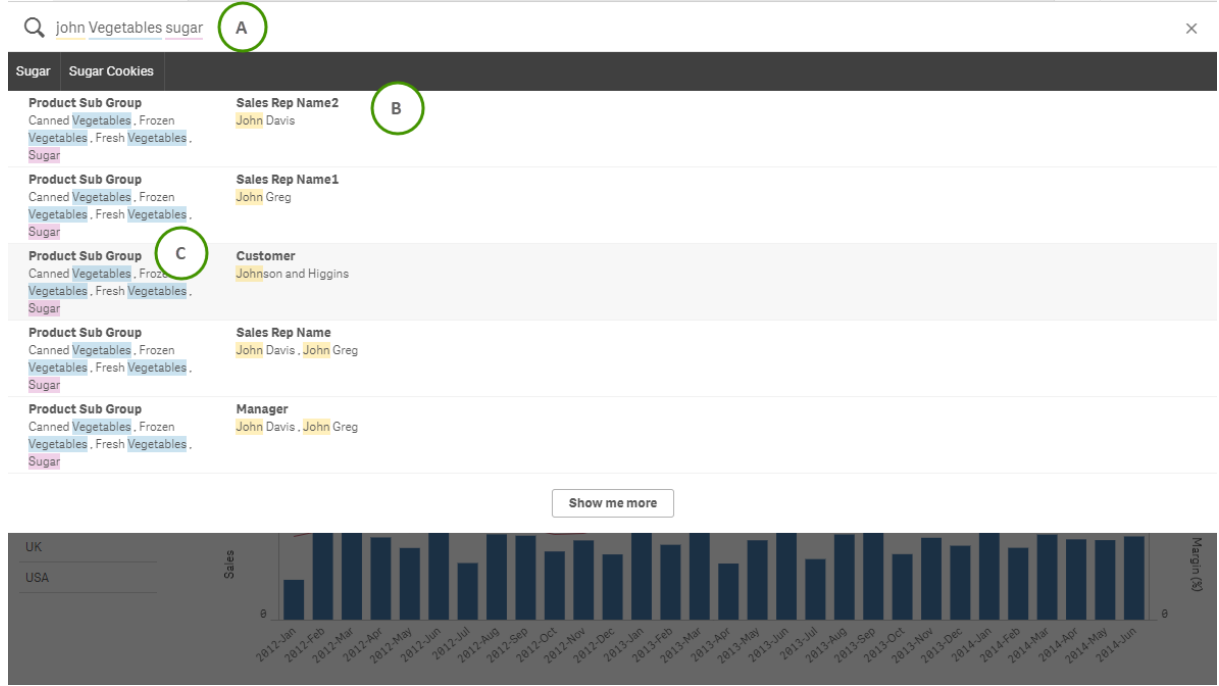 john Vegetables sugar
A
Sugar Sugar Cookies
Product Sub Group Sales Rep Name2
B
Canned Vegetables , Frozen John Davis
Vegetables , Fresh Vegetables ,
Sugar
Product Sub Group Sales Rep Name1
Canned Vegetables , Frozen John Greg
Vegetables , Fresh Vegetables ,
Sugar
Product Sub Group C Customer
Canned Vegetables , Froze Johnson and Higgins
Vegetables , Fresh Vegetables ,
Sugar
Product Sub Group Sales Rep Name
Canned Vegetables , Frozen John Davis , John Greg
Vegetables , Fresh Vegetables ,
Sugar
Product Sub Group Manager
Canned Vegetables , Frozen John Davis , John Greg
Vegetables , Fresh Vegetables ,
Sugar
Show me more
UK
USA
Sales
Margin (%)
0 0
2012-Jan 2012-Feb 2012-Mar 2012-Apr 2012-May 2012-Jun 2012-Jul 2012-Aug 2012-Sep 2012-Oct 2012-Nov 2012-Dec 2013-Jan 2013-Feb 2013-Mar 2013-Apr 2013-May 2013-Jun 2013-Jul 2013-Aug 2013-Sep 2013-Oct 2013-Nov 2013-Dec 2014-Jan 2014-Feb 2014-Mar 2014-Apr 2014-May 2014-Jun